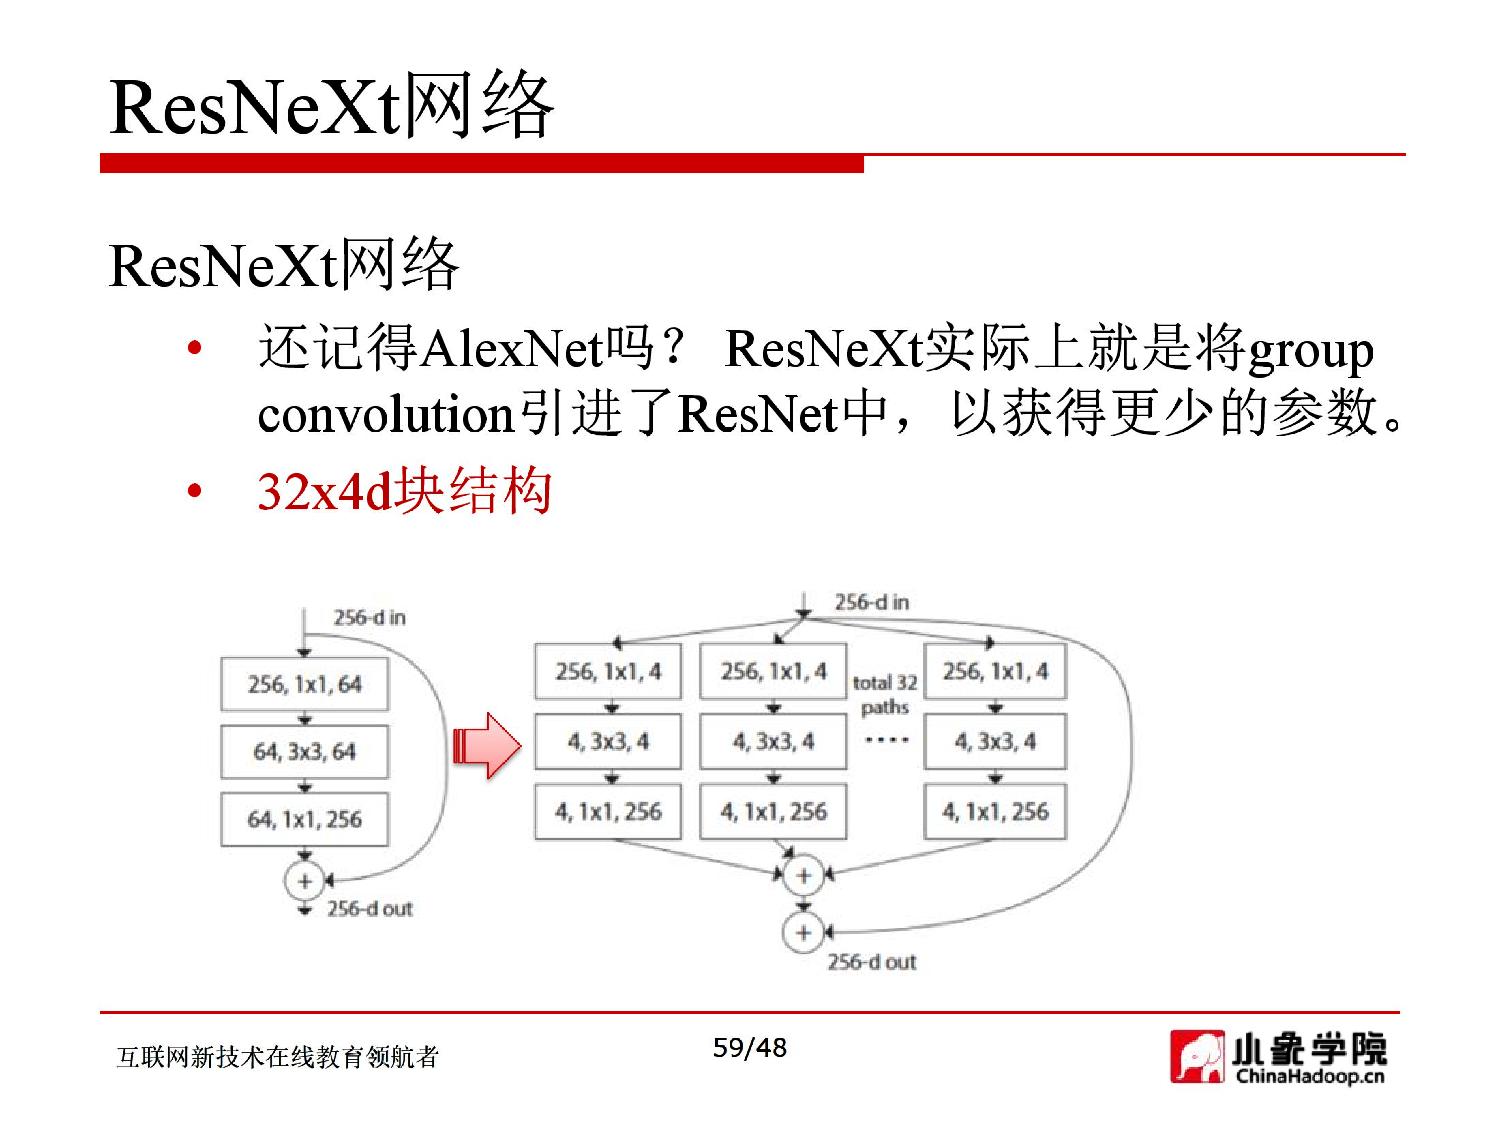 ResNeXt网络
ResNeXt网络
• 还记得AlexNet吗? ResNeXt实际上就是将group
convolution引进了ResNet中，以获得更少的参数。
• 32x4d块结构
256-d in
256, 1x1, 64
64, 3x3, 64
64, 1x1, 256
+
256-d out
256-d in
256, 1x1, 4
256, 1x1, 4
total 32
paths
....
256, 1x1, 4
4, 3x3, 4
4, 3x3, 4
4, 3x3, 4
4, 1x1, 256
4, 1x1, 256
4, 1x1, 256
+
+
256-d out
互联网新技术在线教育领航者
59/48
小象学院
ChinaHadoop.cn